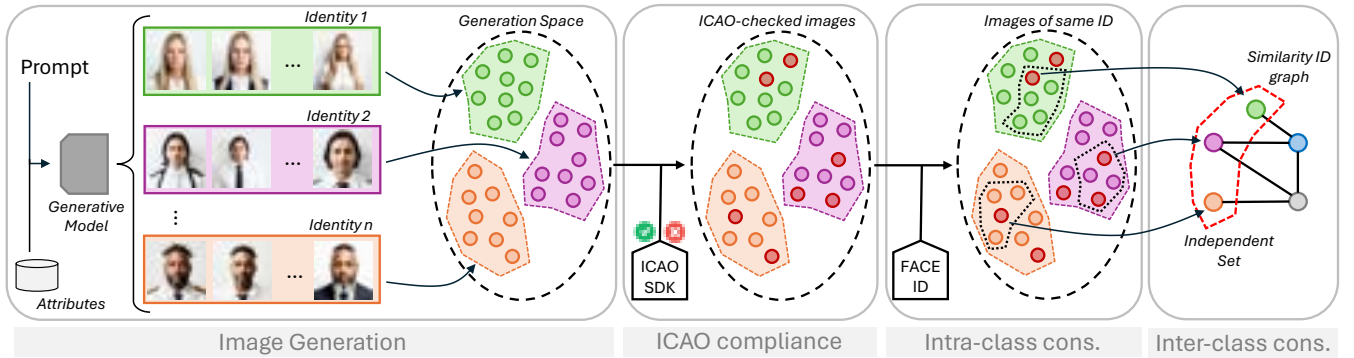 Prompt
Generative
Model
Attributes
Identity 1
...
Identity 2
...
...
Identity n
...
Generation Space
ICAO
SDK
ICAO-checked images
FACE
ID
Images of same ID
Similarity ID
graph
Independent
Set
Image Generation
ICAO compliance
Intra-class cons.
Inter-class cons.